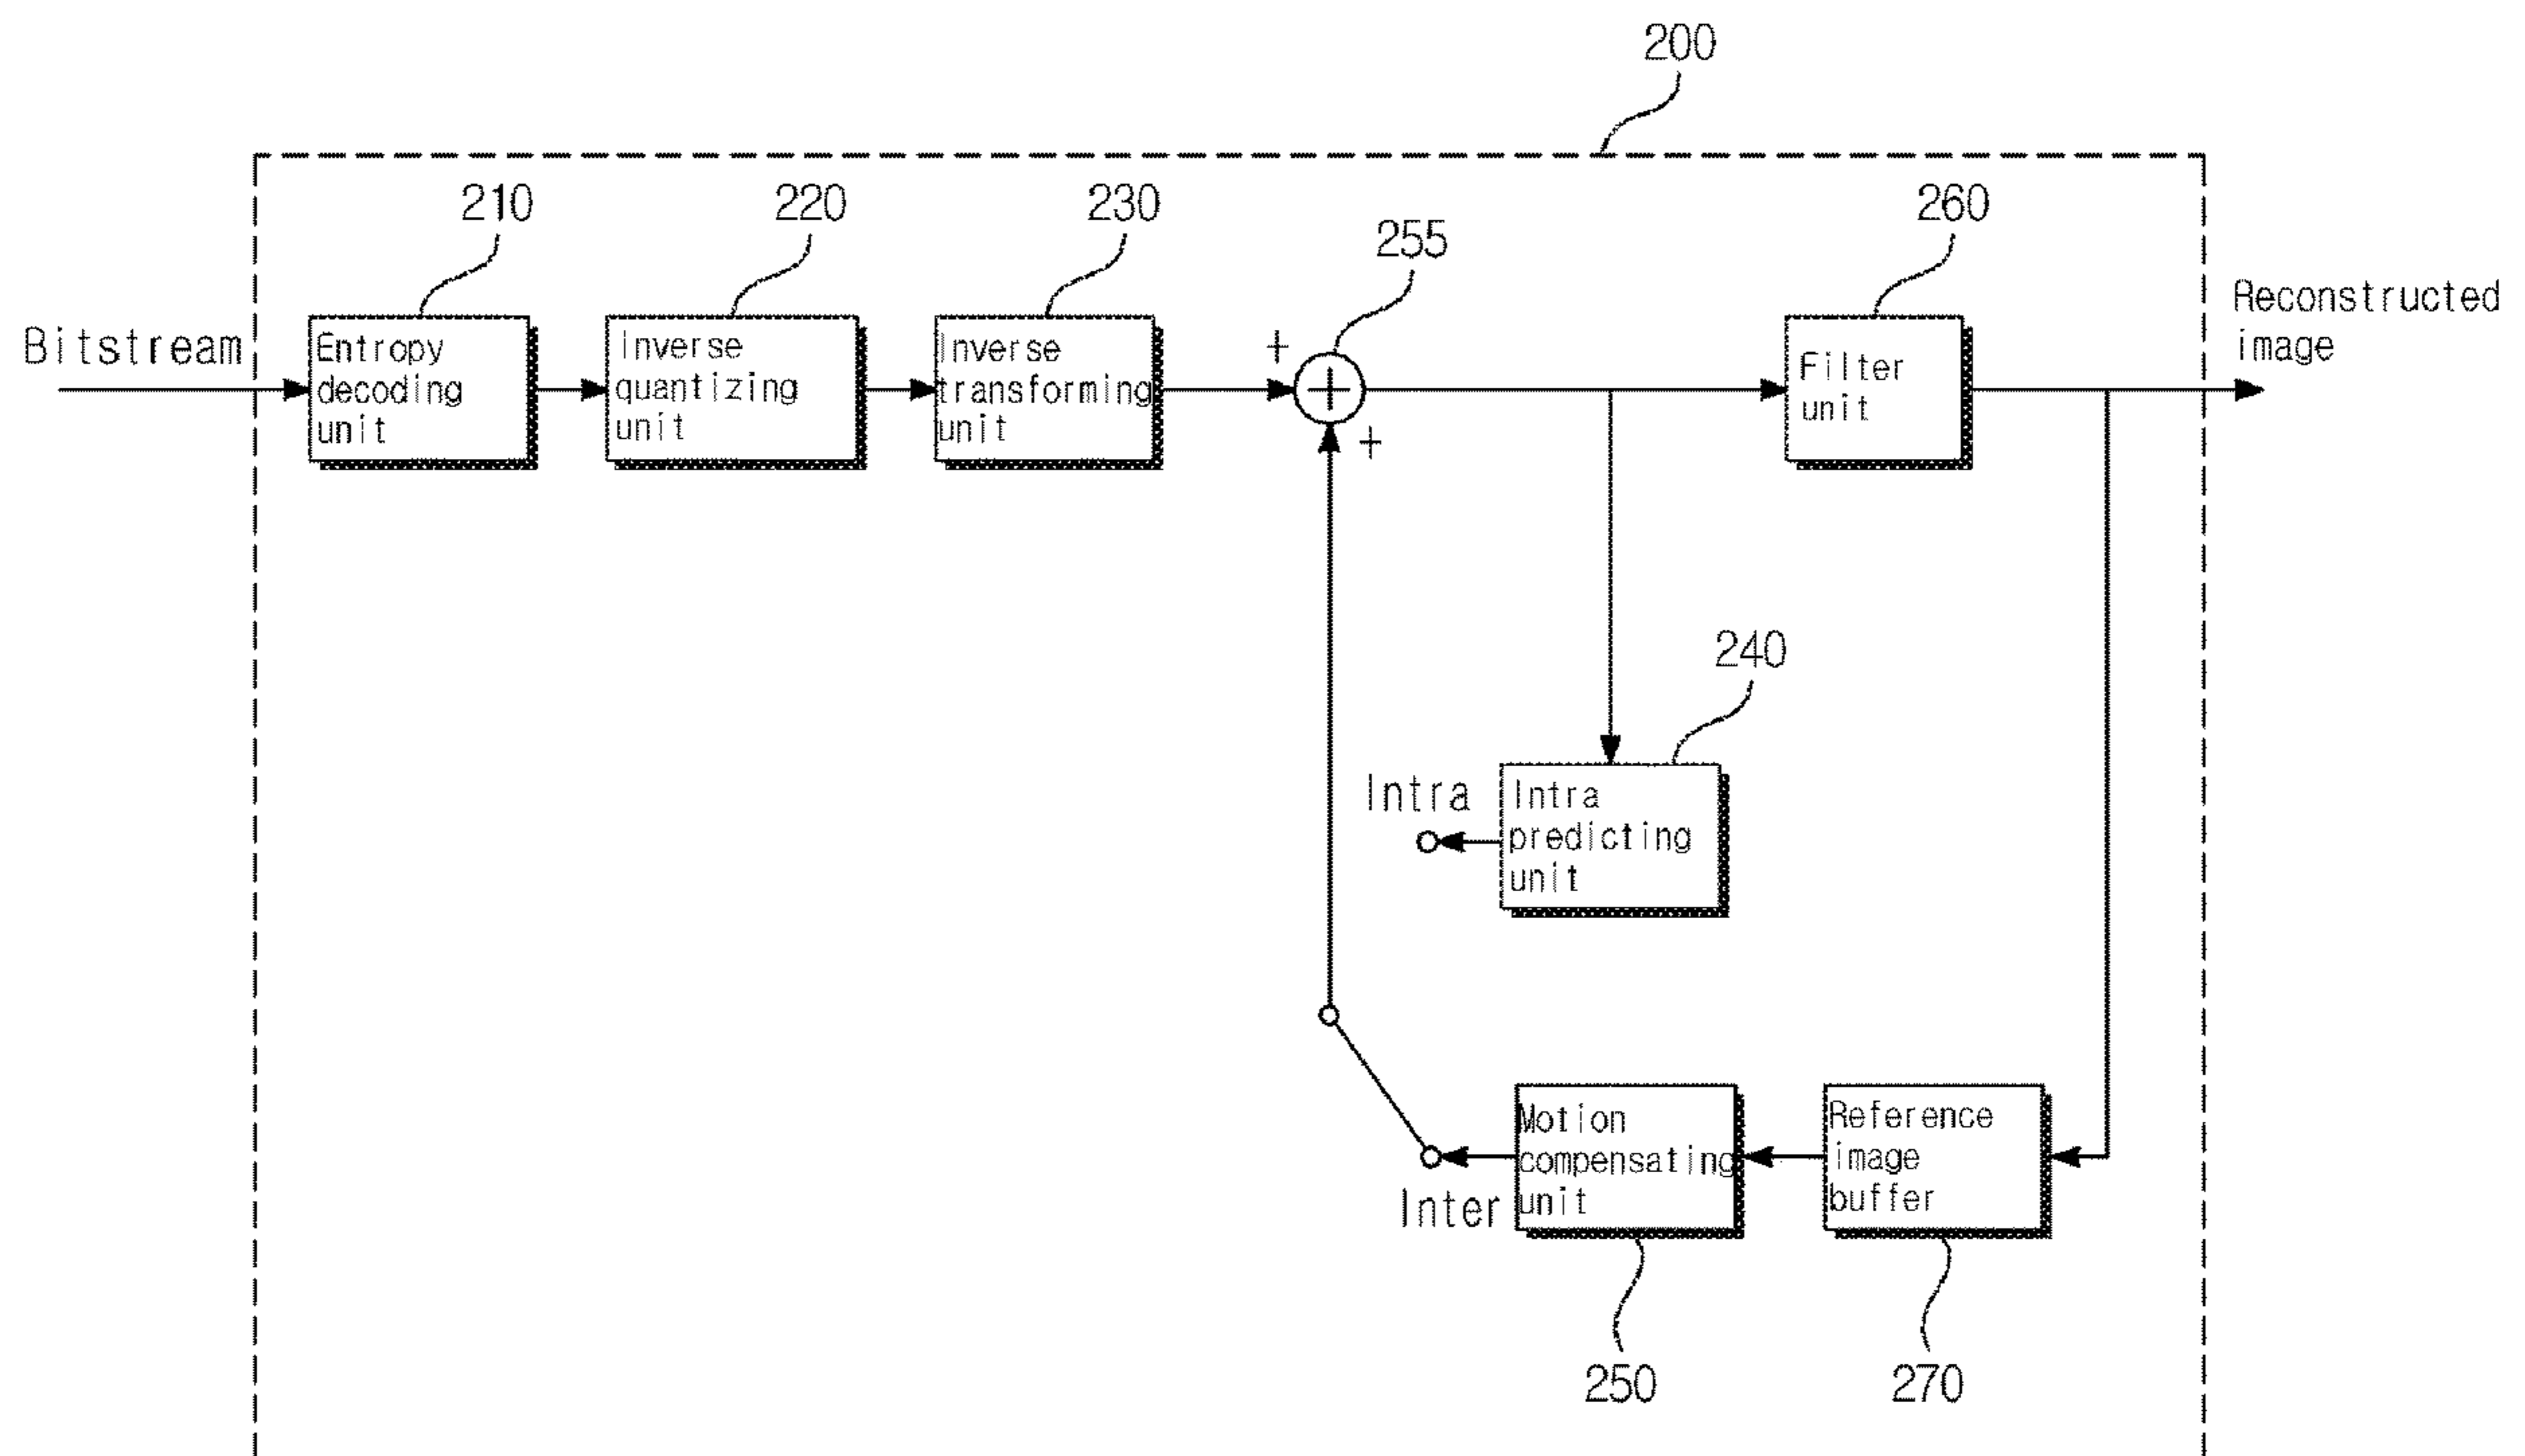 200
210
220
230
255
260
Bitstream
Entropy
decoding
unit
Inverse
quantizing
unit
Inverse
transforming
unit
+
+
+
Filter
unit
Reconstructed
image
240
Intra
Intra
predicting
unit
Inter
Motion
compensating
unit
Reference
image
buffer
250
270